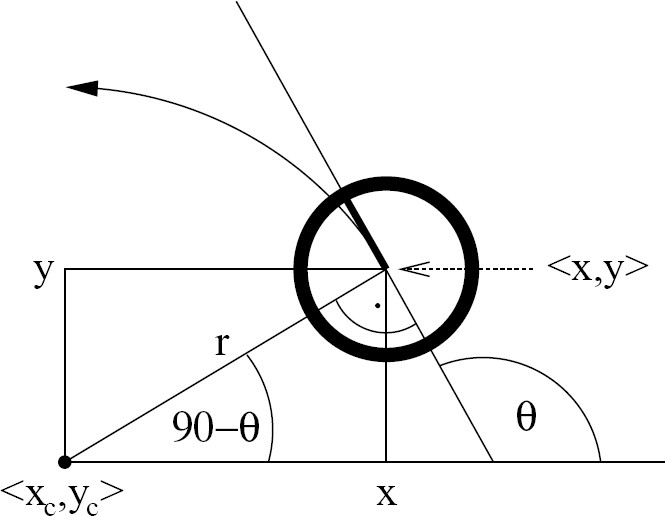 y
<x,y>
r
90−θ
θ
<xc,yc>
x